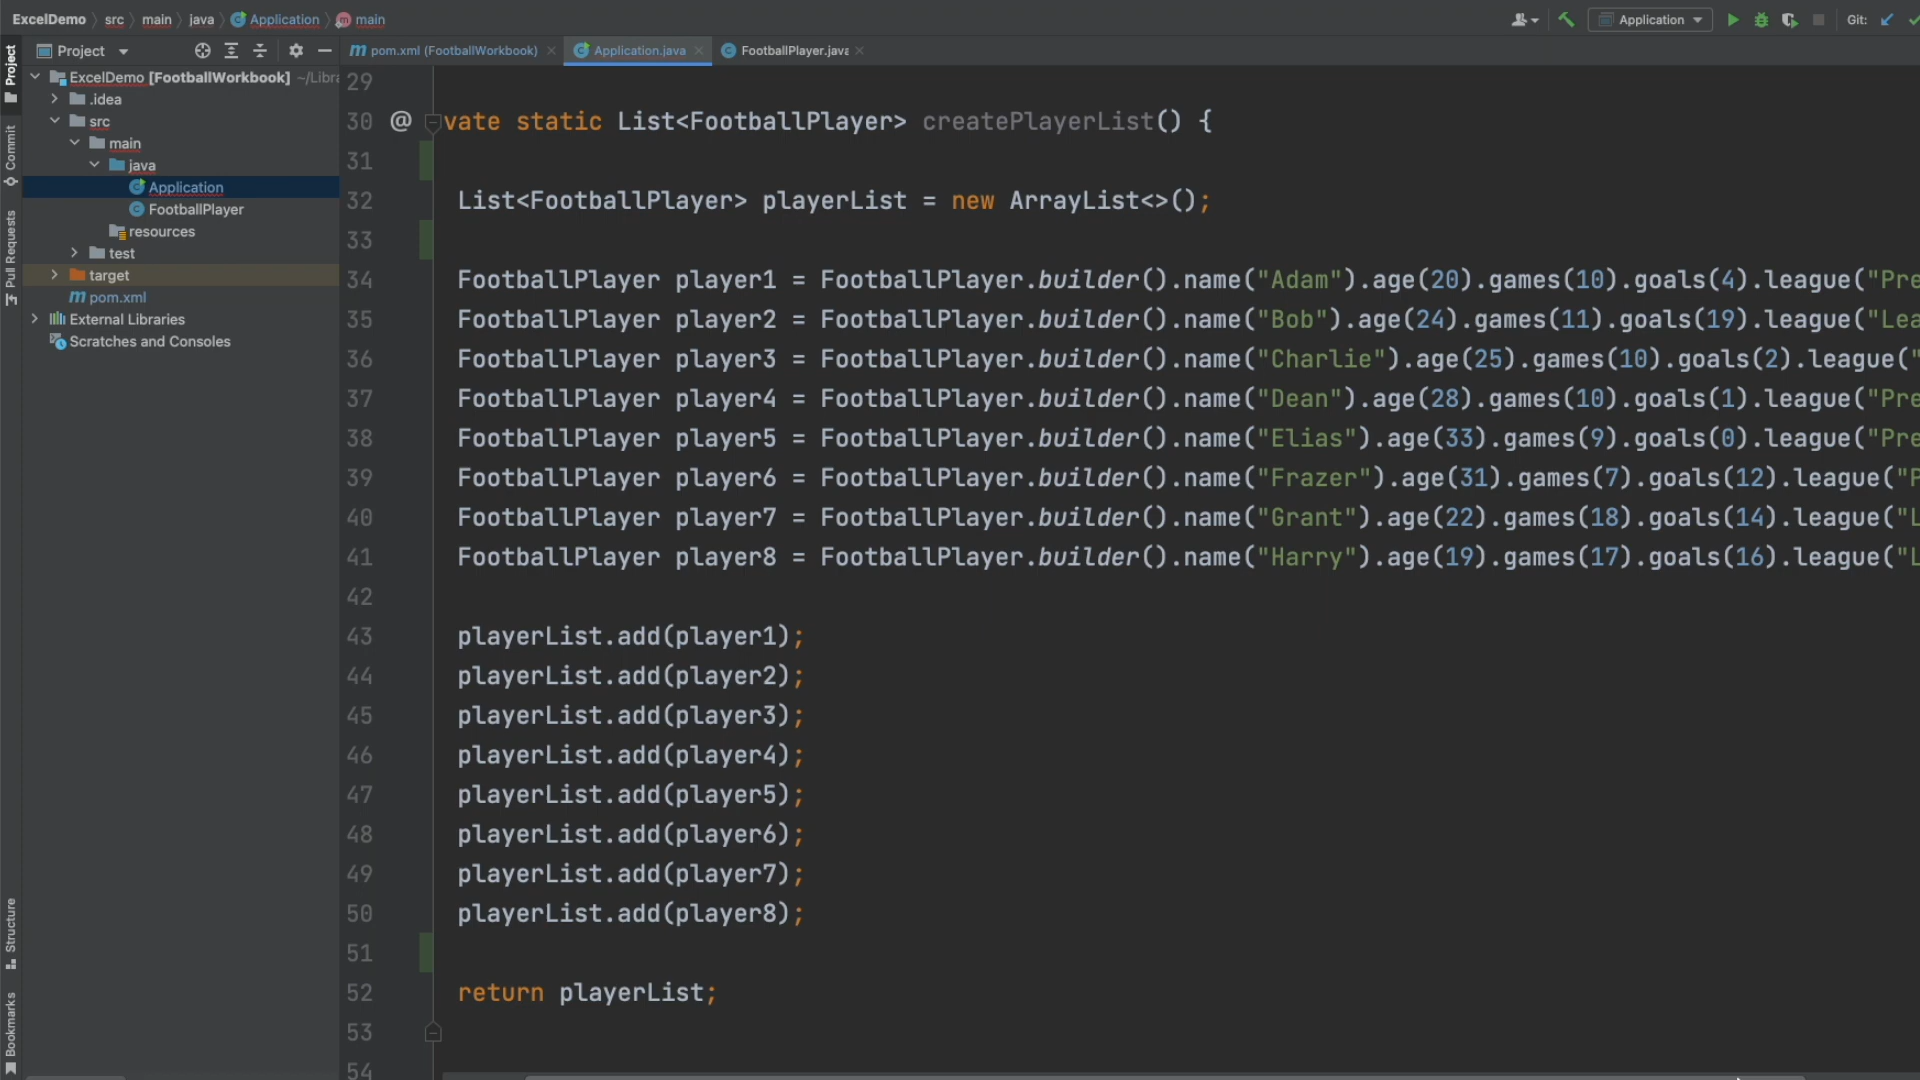 ExcelDemo src main java Application main
Application Git:
Project
pom.xml (FootballWorkbook) Application.java FootballPlayer.java
ExcelDemo [FootballWorkbook] ~/Libra
.idea
src
main
java
Application
FootballPlayer
resources
test
target
pom.xml
External Libraries
Scratches and Consoles
Project
Commit
Pull Requests
Structure
Bookmarks
29
30 @ vate static List<FootballPlayer> createPlayerList() {
31
32 List<FootballPlayer> playerList = new ArrayList<>();
33
34 FootballPlayer player1 = FootballPlayer.builder().name("Adam").age(20).games(10).goals(4).league("Pre
35 FootballPlayer player2 = FootballPlayer.builder().name("Bob").age(24).games(11).goals(19).league("Lea
36 FootballPlayer player3 = FootballPlayer.builder().name("Charlie").age(25).games(10).goals(2).league("
37 FootballPlayer player4 = FootballPlayer.builder().name("Dean").age(28).games(10).goals(1).league("Pre
38 FootballPlayer player5 = FootballPlayer.builder().name("Elias").age(33).games(9).goals(0).league("Pre
39 FootballPlayer player6 = FootballPlayer.builder().name("Frazer").age(31).games(7).goals(12).league("P
40 FootballPlayer player7 = FootballPlayer.builder().name("Grant").age(22).games(18).goals(14).league("L
41 FootballPlayer player8 = FootballPlayer.builder().name("Harry").age(19).games(17).goals(16).league("L
42
43 playerList.add(player1);
44 playerList.add(player2);
45 playerList.add(player3);
46 playerList.add(player4);
47 playerList.add(player5);
48 playerList.add(player6);
49 playerList.add(player7);
50 playerList.add(player8);
51
52 return playerList;
53
54